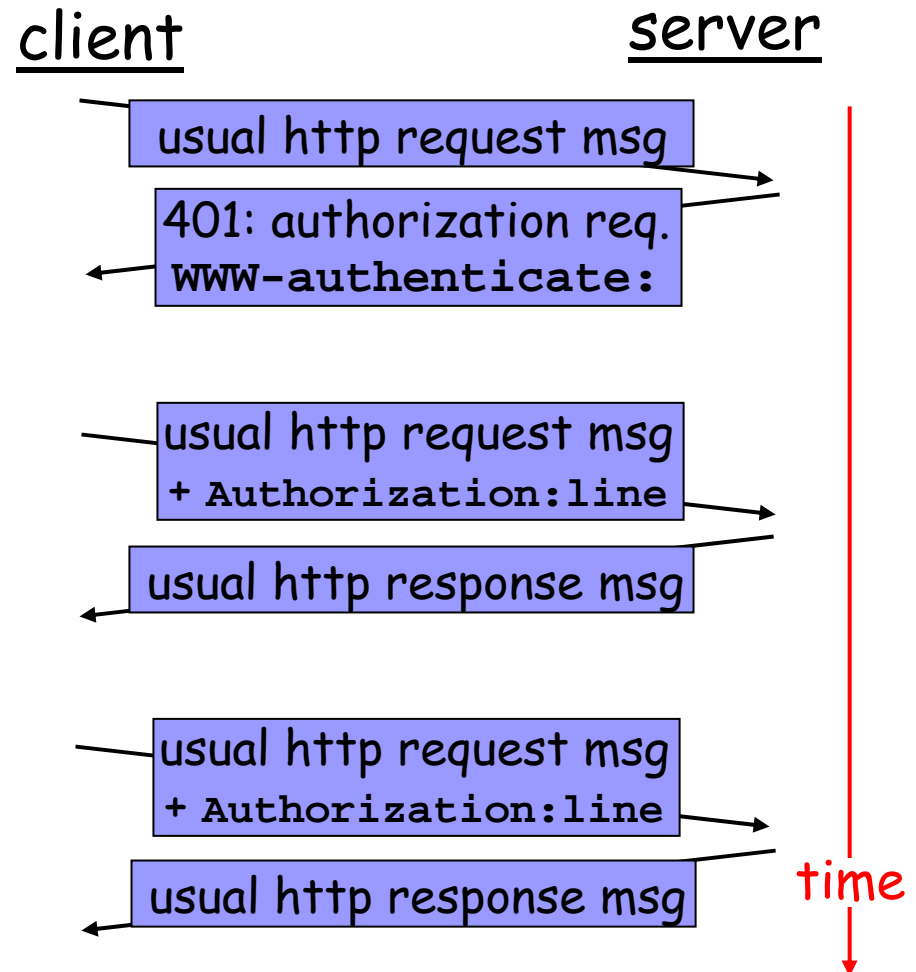 client
server
usual http request msg
401: authorization req.
WWW-authenticate:
usual http request msg
+ Authorization:line
usual http response msg
usual http request msg
+ Authorization:line
usual http response msg
time